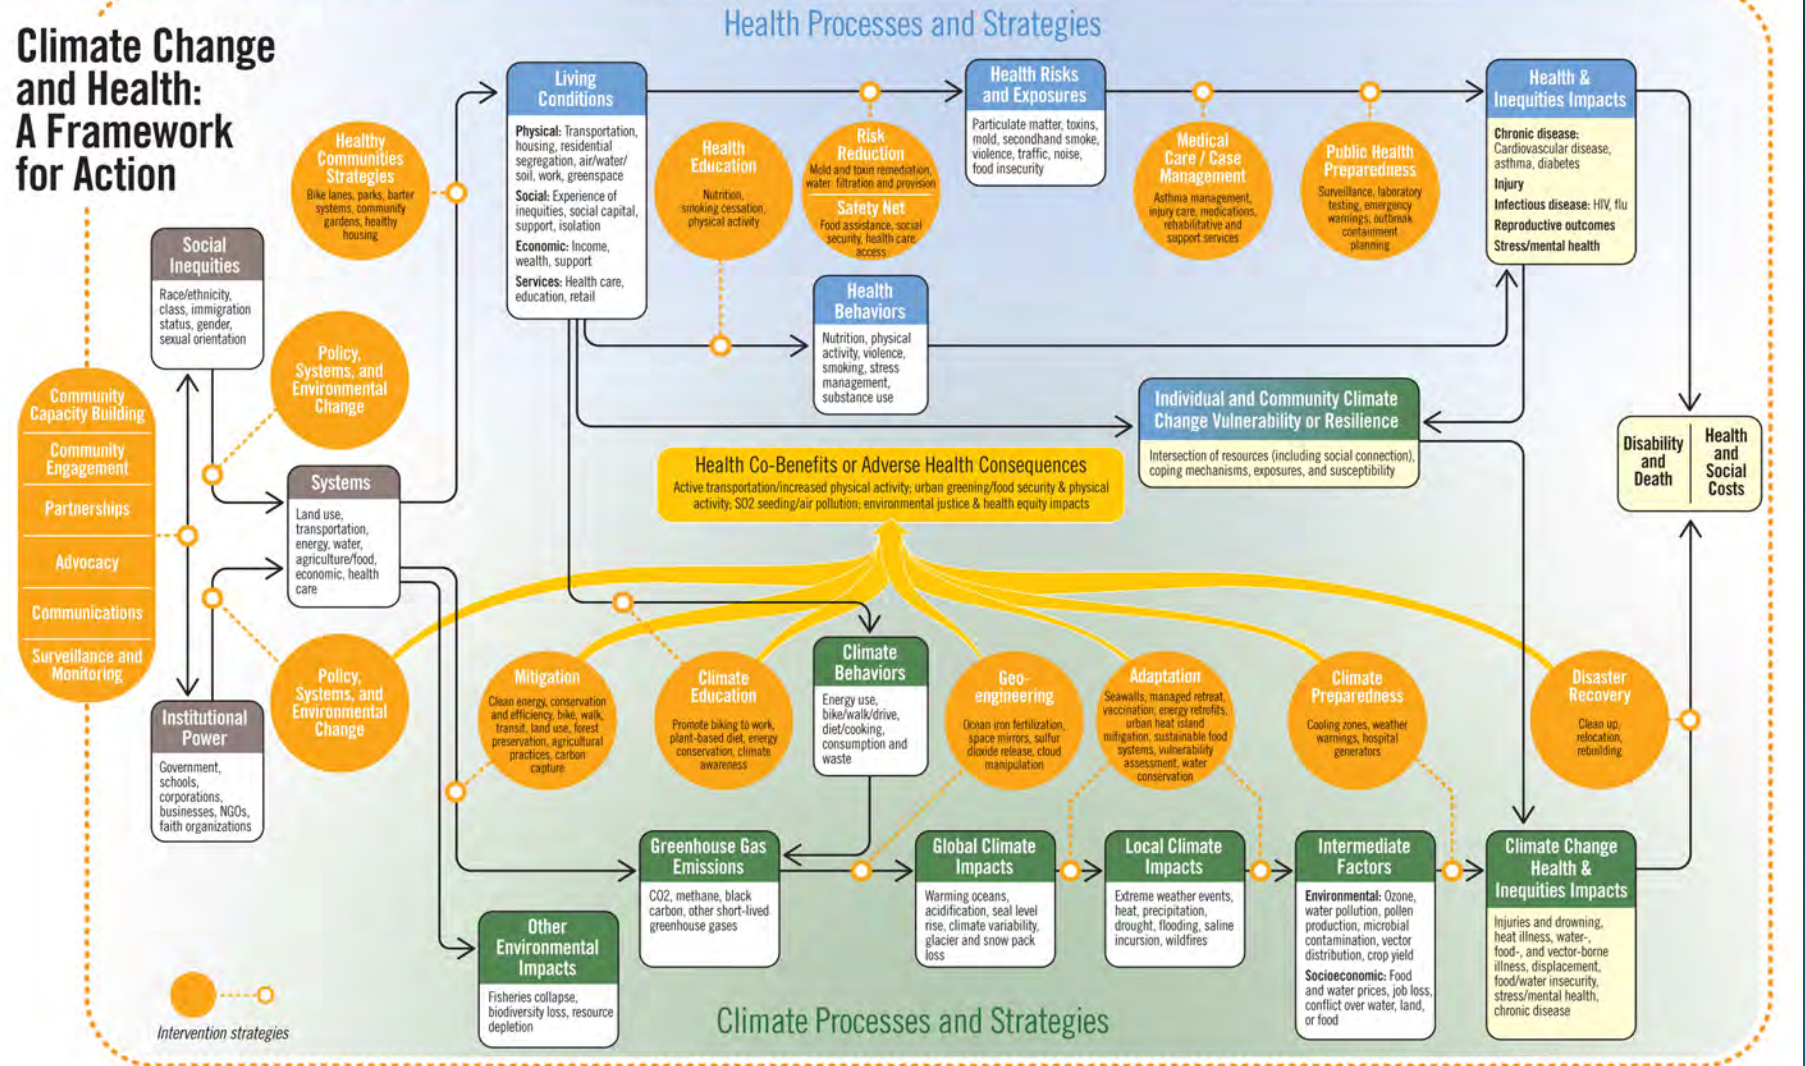 Health Processes and Strategies
Climate Change
and Health:
A Framework
for Action
Healthy
Communities
Strategies
Bike lanes, parks, barter
systems, community
gardens, healthy
housing
Living
Conditions
Physical: Transportation,
housing, residential
segregation, air/water/
soil, work, greenspace
Social: Experience of
inequities, social capital,
support, isolation
Economic: Income,
wealth, support
Services: Health care,
education, retail
Health
Education
Nutrition,
smoking cessation,
physical activity
Risk
Reduction
Mold and toxin remediation,
water filtration and provision
Safety Net
Food assistance, social
security, health care
access
Health Risks
and Exposures
Particulate matter, toxins,
mold, secondhand smoke,
violence, traffic, noise,
food insecurity
Medical
Care / Case
Management
Asthma management,
injury care, medications,
rehabilitative and
support services
Public Health
Preparedness
Surveillance, laboratory
testing, emergency
warnings, outbreak
containment
planning
Health &
Inequities Impacts
Chronic disease:
Cardiovascular disease,
asthma, diabetes
Injury
Infectious disease: HIV, flu
Reproductive outcomes
Stress/mental health
Social
Inequities
Race/ethnicity,
class, immigration
status, gender,
sexual orientation
Policy,
Systems, and
Environmental
Change
Health
Behaviors
Nutrition, physical
activity, violence,
smoking, stress
management,
substance use
Community
Capacity Building
Community
Engagement
Partnerships
Advocacy
Communications
Surveillance and
Monitoring
Systems
Land use,
transportation,
energy, water,
agriculture/food,
economic, health
care
Individual and Community Climate
Change Vulnerability or Resilience
Intersection of resources (including social connection),
coping mechanisms, exposures, and susceptibility
Disability
and
Death
Health
and
Social
Costs
Health Co-Benefits or Adverse Health Consequences
Active transportation/increased physical activity; urban greening/food security & physical
activity; SO2 seeding/air pollution; environmental justice & health equity impacts
Institutional
Power
Government,
schools,
corporations,
businesses, NGOs,
faith organizations
Policy,
Systems, and
Environmental
Change
Mitigation
Clean energy, conservation
and efficiency, bike, walk,
transit, land use, forest
preservation, agricultural
practices, carbon
capture
Climate
Education
Promote biking to work,
plant-based diet, energy
conservation, climate
awareness
Climate
Behaviors
Energy use,
bike/walk/drive,
diet/cooking,
consumption and
waste
Geo-
engineering
Ocean iron fertilization,
space mirrors, sulfur
dioxide release, cloud
manipulation
Adaptation
Seawalls, managed retreat,
vaccination, energy retrofits,
urban heat island
mitigation, sustainable food
systems, vulnerability
assessment, water
conservation
Climate
Preparedness
Cooling zones, weather
warnings, hospital
generators
Disaster
Recovery
Clean up,
relocation,
rebuilding
Greenhouse Gas
Emissions
CO2, methane, black
carbon, other short-lived
greenhouse gases
Global Climate
Impacts
Warming oceans,
acidification, seal level
rise, climate variability,
glacier and snow pack
loss
Local Climate
Impacts
Extreme weather events,
heat, precipitation,
drought, flooding, saline
incursion, wildfires
Intermediate
Factors
Environmental: Ozone,
water pollution, pollen
production, microbial
contamination, vector
distribution, crop yield
Socioeconomic: Food
and water prices, job loss,
conflict over water, land,
or food
Climate Change
Health &
Inequities Impacts
Injuries and drowning,
heat illness, water-,
food-, and vector-borne
illness, displacement,
food/water insecurity,
stress/mental health,
chronic disease
Other
Environmental
Impacts
Fisheries collapse,
biodiversity loss, resource
depletion
Intervention strategies
Climate Processes and Strategies